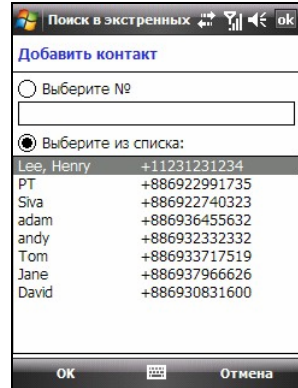 Поиск в экстренных ok
Добавить контакт
Выберите №
Выберите из списка:
Lee, Henry +11231231234
PT +886922991735
Siva +886922740323
adam +886936455632
andy +886932332332
Tom +886933717519
Jane +886937966626
David +886930831600
ОК Отмена